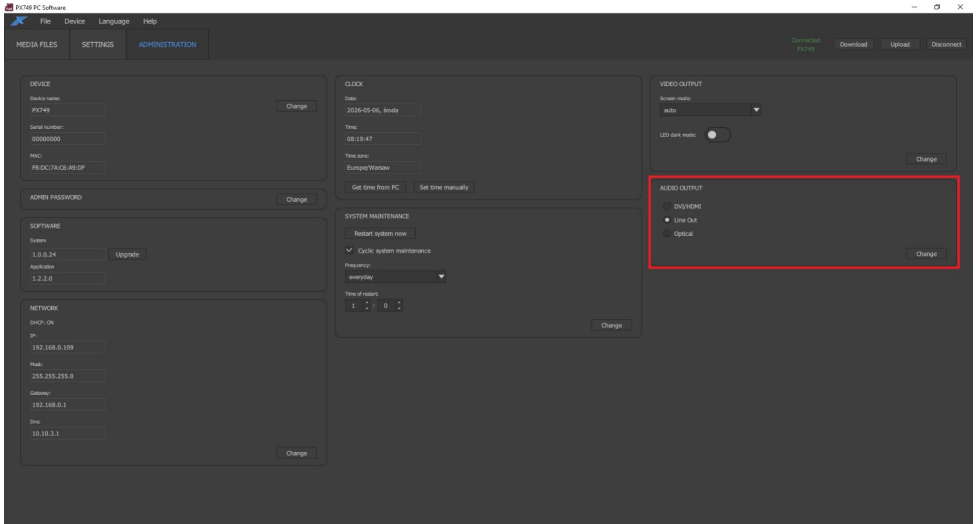 PX749 PC Software
File Device Language Help
MEDIA FILES SETTINGS ADMINISTRATION
Connected
PX749
Download Upload Disconnect
DEVICE
Device name:
PX749
Change
Serial number:
00000000
MAC:
F8:DC:7A:C6:A9:DF
ADMIN PASSWORD
Change
SOFTWARE
System
1.0.0.24
Upgrade
Application
1.2.2.0
NETWORK
DHCP: ON
IP:
192.168.0.109
Mask:
255.255.255.0
Gateway:
192.168.0.1
Dns:
10.10.3.1
Change
CLOCK
Date:
2026-05-06, środa
Time:
08:19:47
Time zone:
Europe/Warsaw
Get time from PC Set time manually
SYSTEM MAINTENANCE
Restart system now
Cyclic system maintenance
Frequency:
everyday
Time of restart:
1 : 0
Change
VIDEO OUTPUT
Screen mode:
auto
LED dark mode:
Change
AUDIO OUTPUT
DVI/HDMI
Line Out
Optical
Change